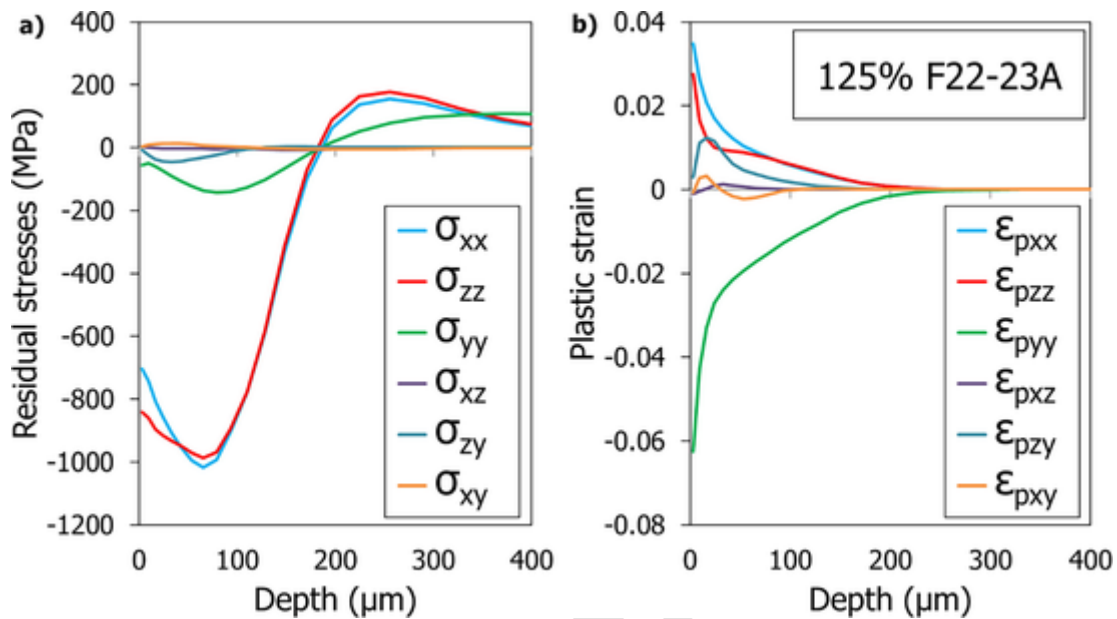 a)
Residual stresses (MPa)
400
200
0
-200
-400
-600
-800
-1000
-1200
0 100 200 300 400
Depth (µm)
σxx
σzz
σyy
σxz
σzy
σxy
b)
Plastic strain
0.04
0.02
0
-0.02
-0.04
-0.06
-0.08
0 100 200 300 400
Depth (µm)
125% F22-23A
εpxx
εpzz
εpyy
εpxz
εpzy
εpxy